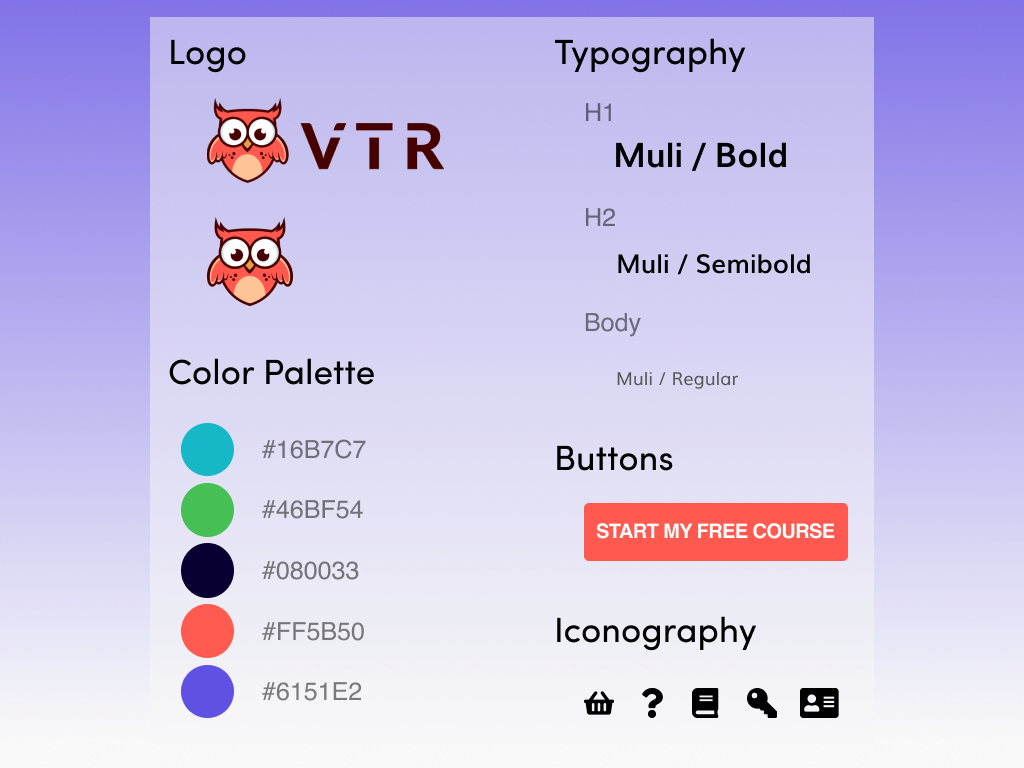 Logo
VTR
Color Palette
#16B7C7
#46BF54
#080033
#FF5B50
#6151E2
Typography
H1
Muli / Bold
H2
Muli / Semibold
Body
Muli / Regular
Buttons
START MY FREE COURSE
Iconography